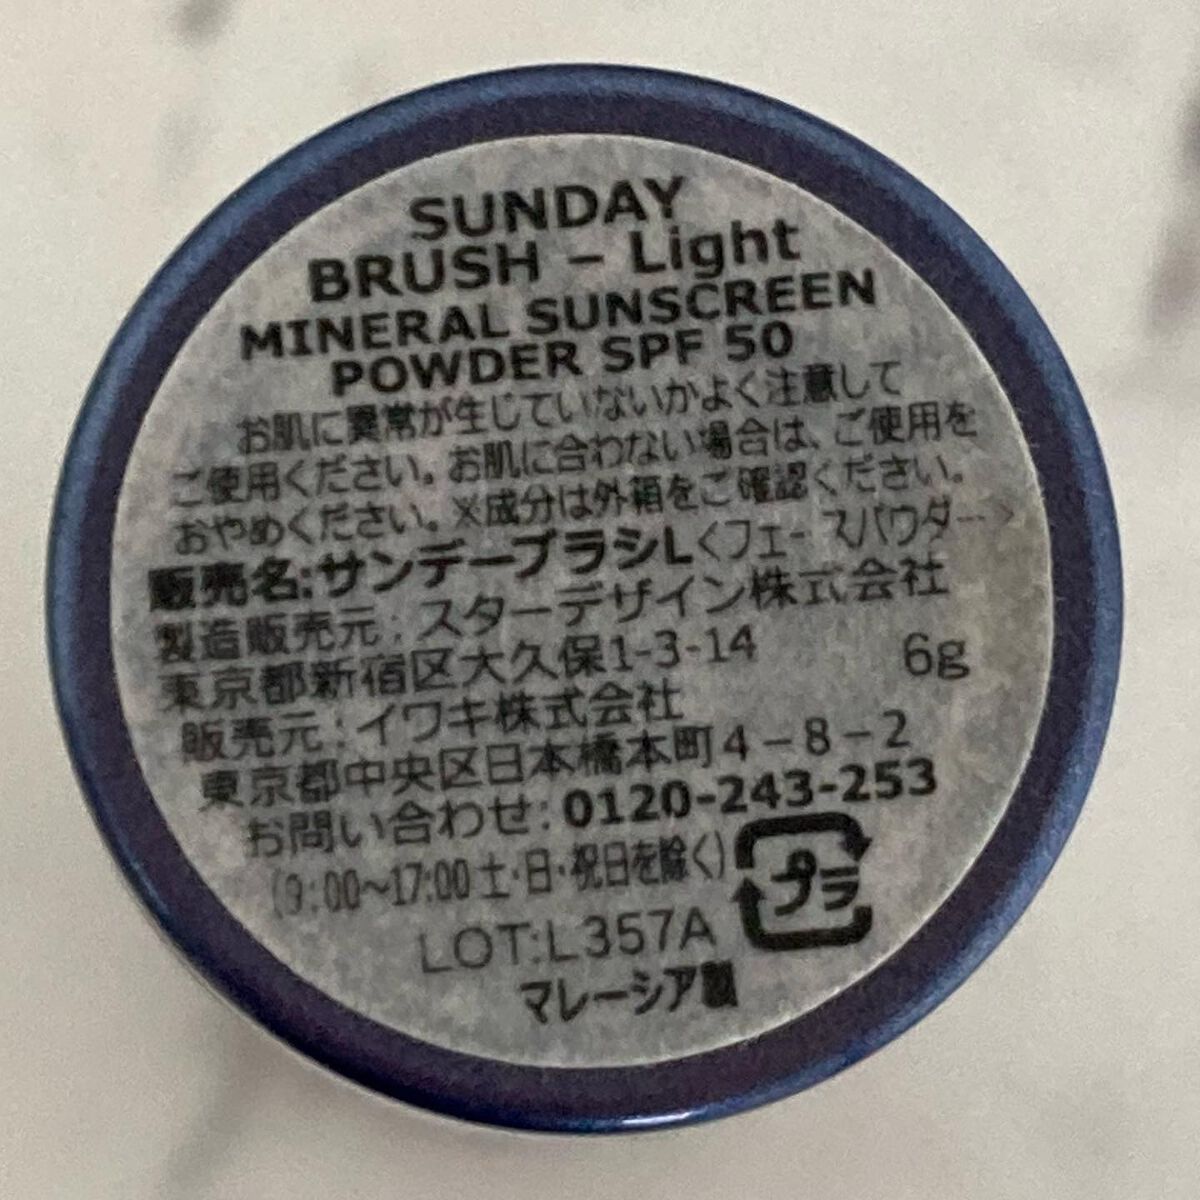 SUNDAY
BRUSH – Light
MINERAL SUNSCREEN
POWDER SPF 50
お肌に異常が生じていないかよく注意して
ご使用ください。お肌に合わない場合は、ご使用を
おやめください。※成分は外箱をご確認ください。
販売名:サンデーブラシL<フェースパウダー>
製造販売元:スターデザイン株式会社
東京都新宿区大久保1-3-14 6g
販売元:イワキ株式会社
東京都中央区日本橋本町4-8-2
お問い合わせ:0120-243-253
(9:00~17:00 土・日・祝日を除く)
プラ
LOT:L357A
マレーシア製